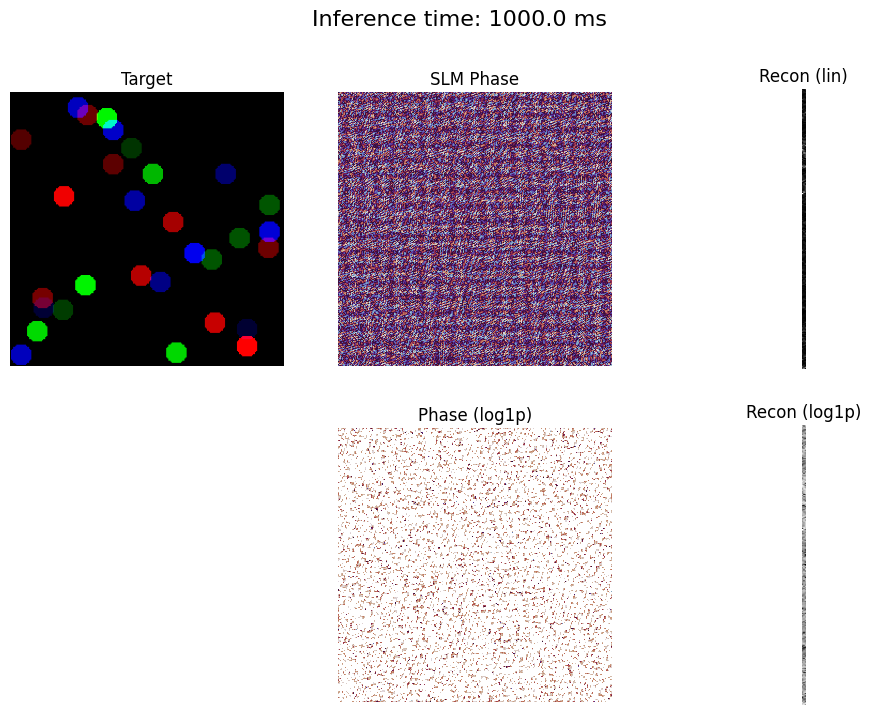 Inference time: 1000.0 ms
Target
SLM Phase
Recon (lin)
Phase (log1p)
Recon (log1p)